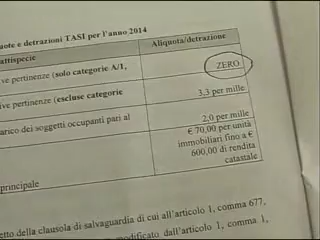 uote e detrazioni TASI per l'anno 2014
attispecie
Aliquota/detrazione
ve pertinenze (solo categorie A/1,
ZERO
ive pertinenze (escluse categorie
3,3 per mille
carico dei soggetti occupanti pari al
2,0 per mille
€ 70,00 per unità
immobiliari fino a €
600,00 di rendita
catastale
principale
etto della clausola di salvaguardia di cui all'articolo 1, comma 677,
modificato dall'articolo 1, comma 1,